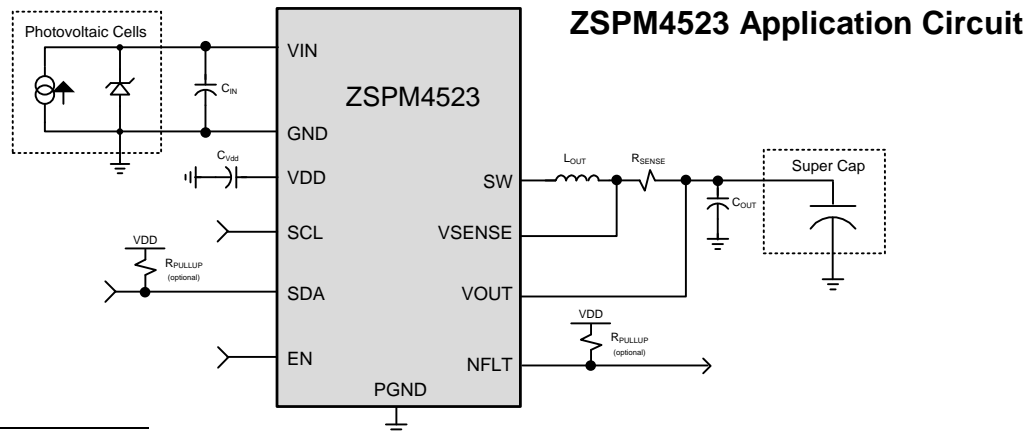 ZSPM4523 Application Circuit
Photovoltaic Cells
VIN
CIN
ZSPM4523
GND
CVdd
VDD
SW
LOUT
RSENSE
Super Cap
COUT
SCL
VSENSE
VDD
RPULLUP
(optional)
SDA
VOUT
VDD
RPULLUP
(optional)
EN
NFLT
PGND